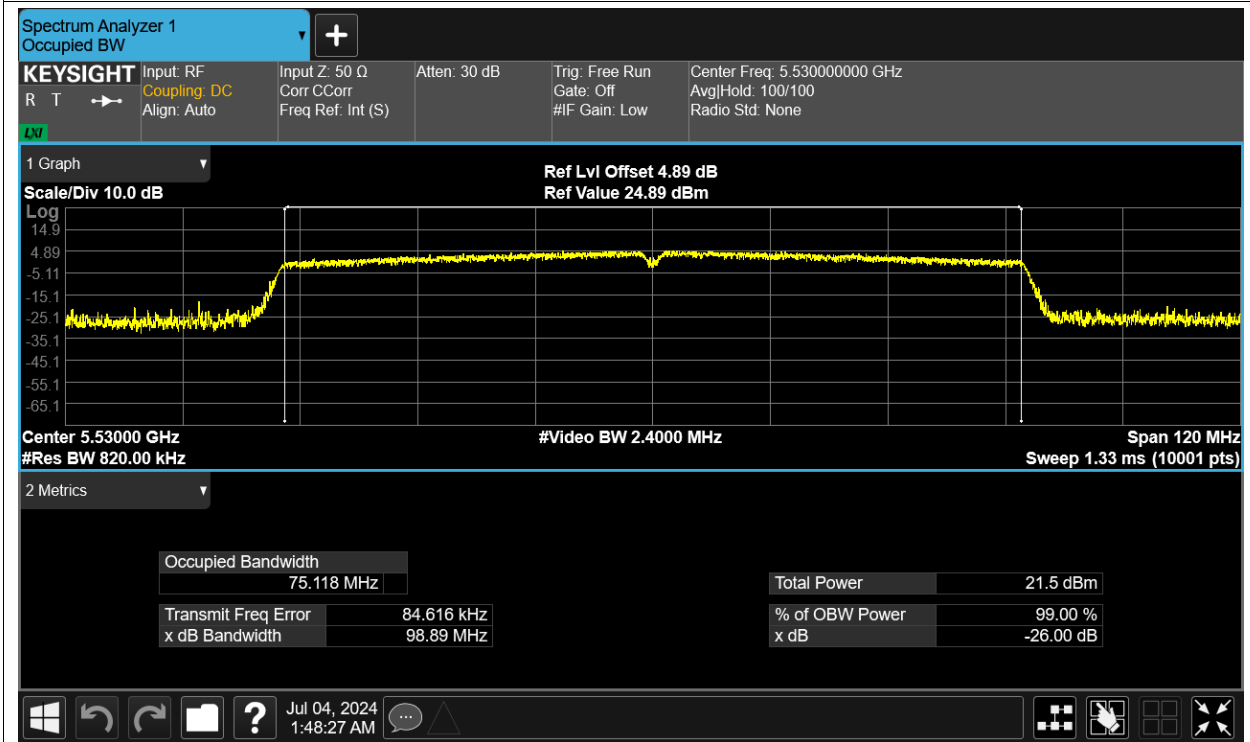 Spectrum Analyzer 1
Occupied BW
KEYSIGHT
R T
LXI
Input: RF
Coupling: DC
Align: Auto
Input Z: 50 Ω
Corr CCorr
Freq Ref: Int (S)
Atten: 30 dB
Trig: Free Run
Gate: Off
#IF Gain: Low
Center Freq: 5.530000000 GHz
Avg|Hold: 100/100
Radio Std: None
1 Graph
Scale/Div 10.0 dB
Ref Lvl Offset 4.89 dB
Ref Value 24.89 dBm
Log
14.9
4.89
-5.11
-15.1
-25.1
-35.1
-45.1
-55.1
-65.1
Center 5.53000 GHz
#Res BW 820.00 kHz
#Video BW 2.4000 MHz
Span 120 MHz
Sweep 1.33 ms (10001 pts)
2 Metrics
Occupied Bandwidth
75.118 MHz
Transmit Freq Error 84.616 kHz
x dB Bandwidth 98.89 MHz
Total Power 21.5 dBm
% of OBW Power 99.00 %
x dB -26.00 dB
?
Jul 04, 2024
1:48:27 AM